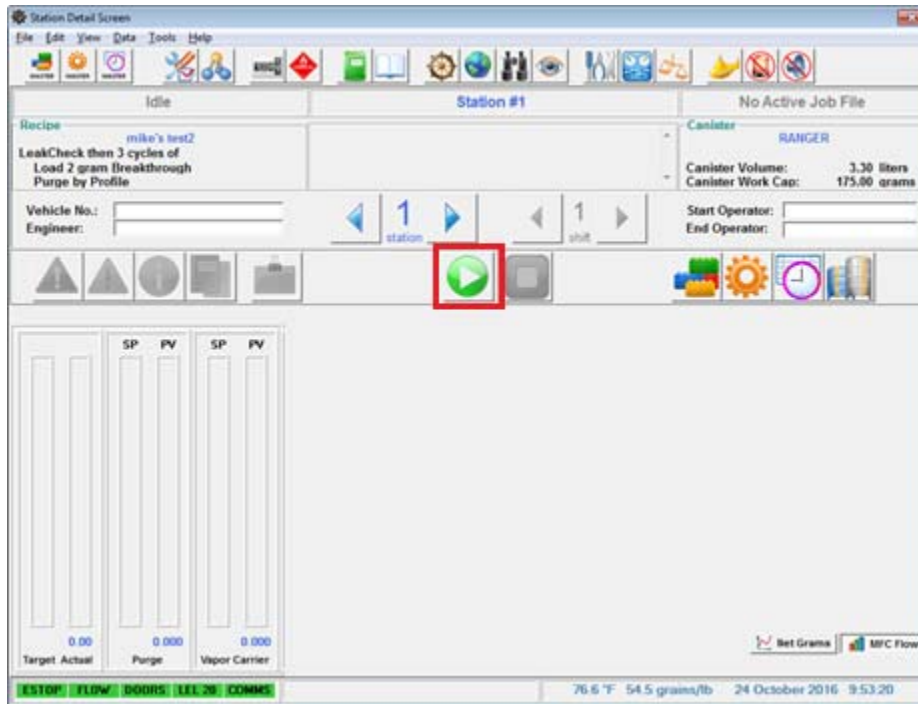 Station Detail Screen
File Edit View Data Tools Help
MASTER MASTER MASTER
Idle Station #1 No Active Job File
Recipe
mike's test2
LeakCheck then 3 cycles of
Load 2 gram Breakthrough
Purge by Profile
Canister
RANGER
Canister Volume: 3.30 liters
Canister Work Cap: 175.00 grams
Vehicle No.:
Engineer:
1
station
1
shift
Start Operator:
End Operator:
SP PV SP PV
0.00 0.000 0.000
Target Actual Purge Vapor Carrier
Net Grams MFC Flow
ESTOP FLOW DOORS LEL 20 COMMS
76.6 °F 54.5 grains/lb 24 October 2016 9:53:20